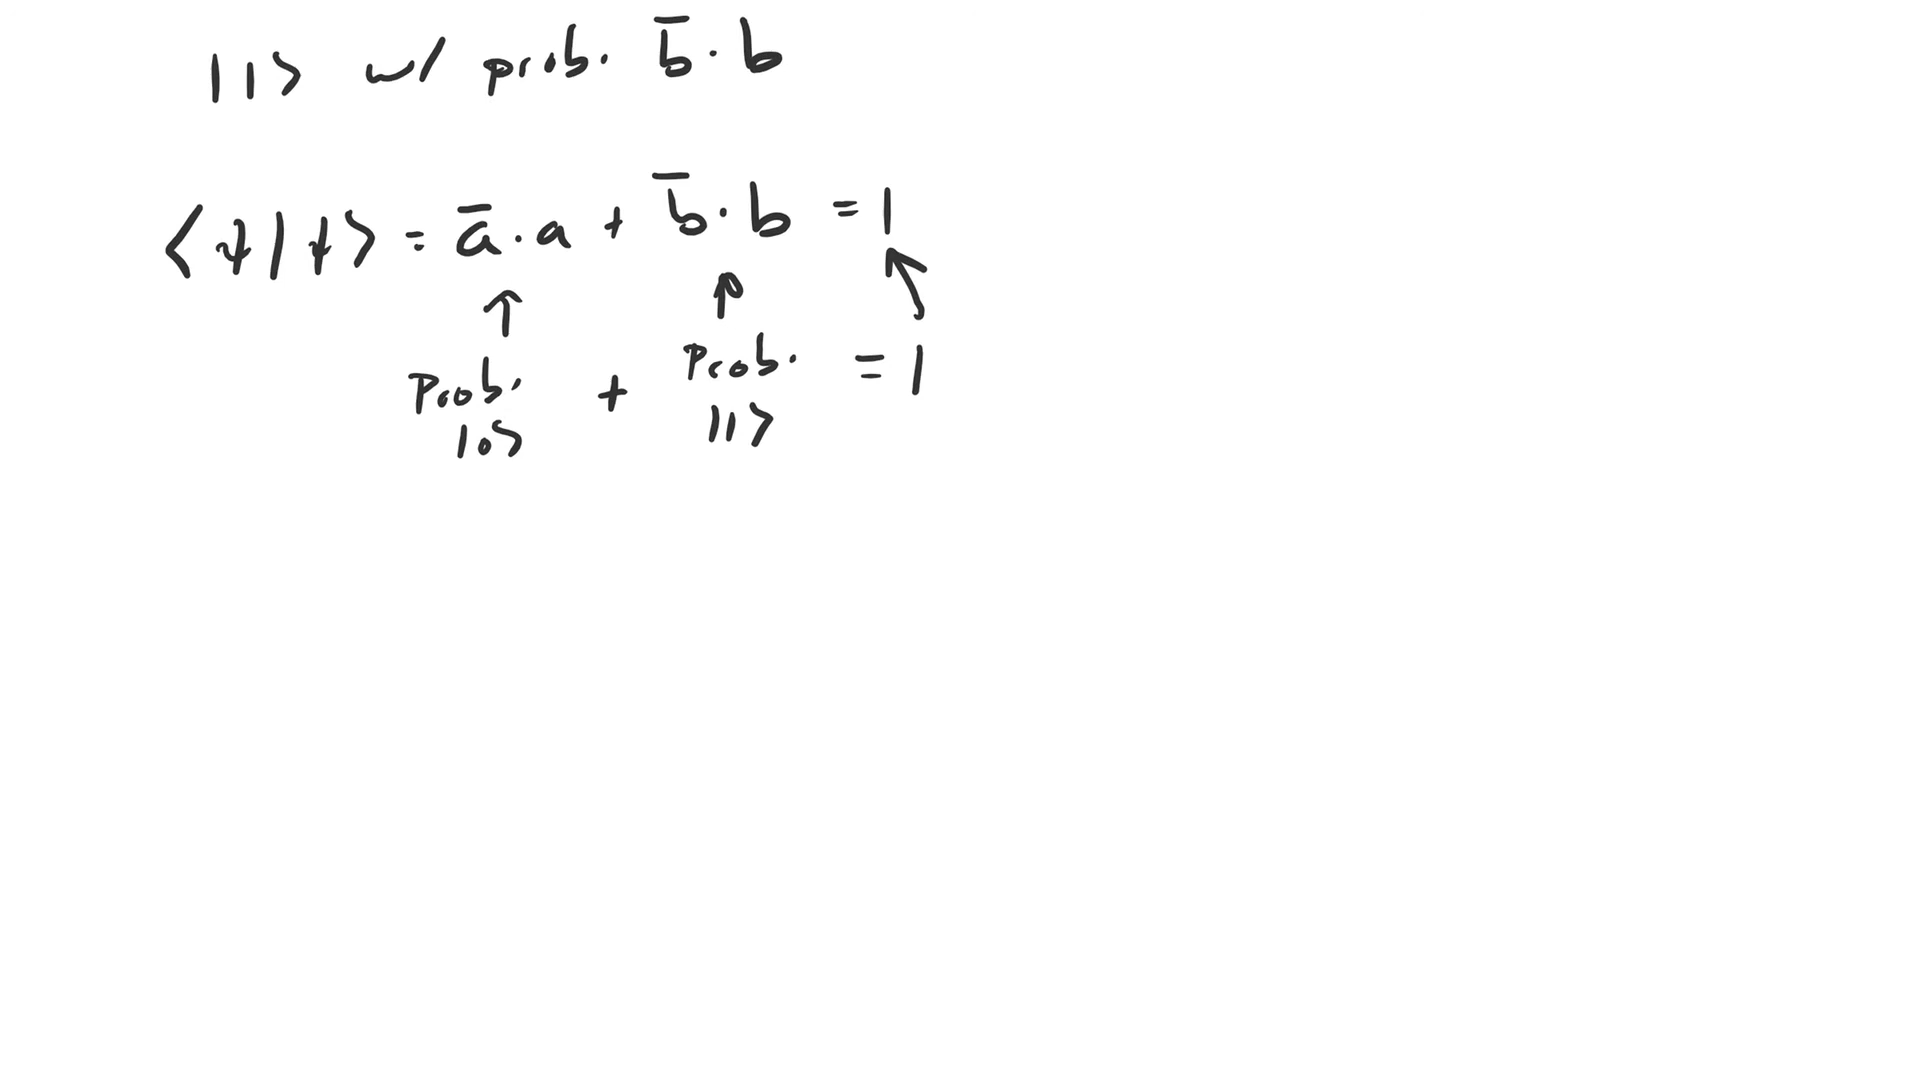 |1> w/ prob. b̅ · b
<ψ|ψ> = a̅ · a + b̅ · b = 1
↑ ↑
Prob. + Prob. = 1
|0> |1>